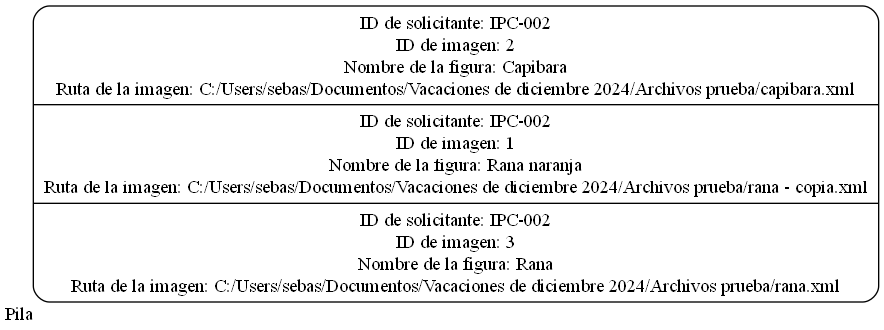 ID de solicitante: IPC-002
ID de imagen: 2
Nombre de la figura: Capibara
Ruta de la imagen: C:/Users/sebas/Documentos/Vacaciones de diciembre 2024/Archivos prueba/capibara.xml
ID de solicitante: IPC-002
ID de imagen: 1
Nombre de la figura: Rana naranja
Ruta de la imagen: C:/Users/sebas/Documentos/Vacaciones de diciembre 2024/Archivos prueba/rana - copia.xml
ID de solicitante: IPC-002
ID de imagen: 3
Nombre de la figura: Rana
Ruta de la imagen: C:/Users/sebas/Documentos/Vacaciones de diciembre 2024/Archivos prueba/rana.xml
Pila